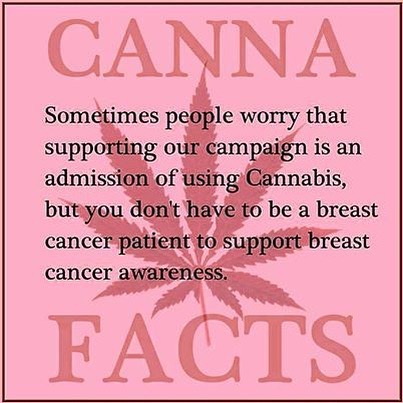 CANNA
Sometimes people worry that
supporting our campaign is an
admission of using Cannabis,
but you don't have to be a breast
cancer patient to support breast
cancer awareness.
FACTS